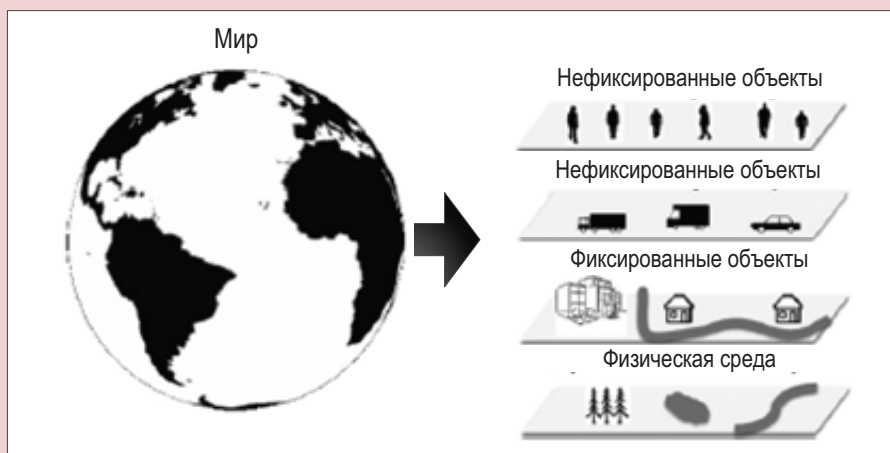 Мир
Нефиксированные объекты
Нефиксированные объекты
Фиксированные объекты
Физическая среда